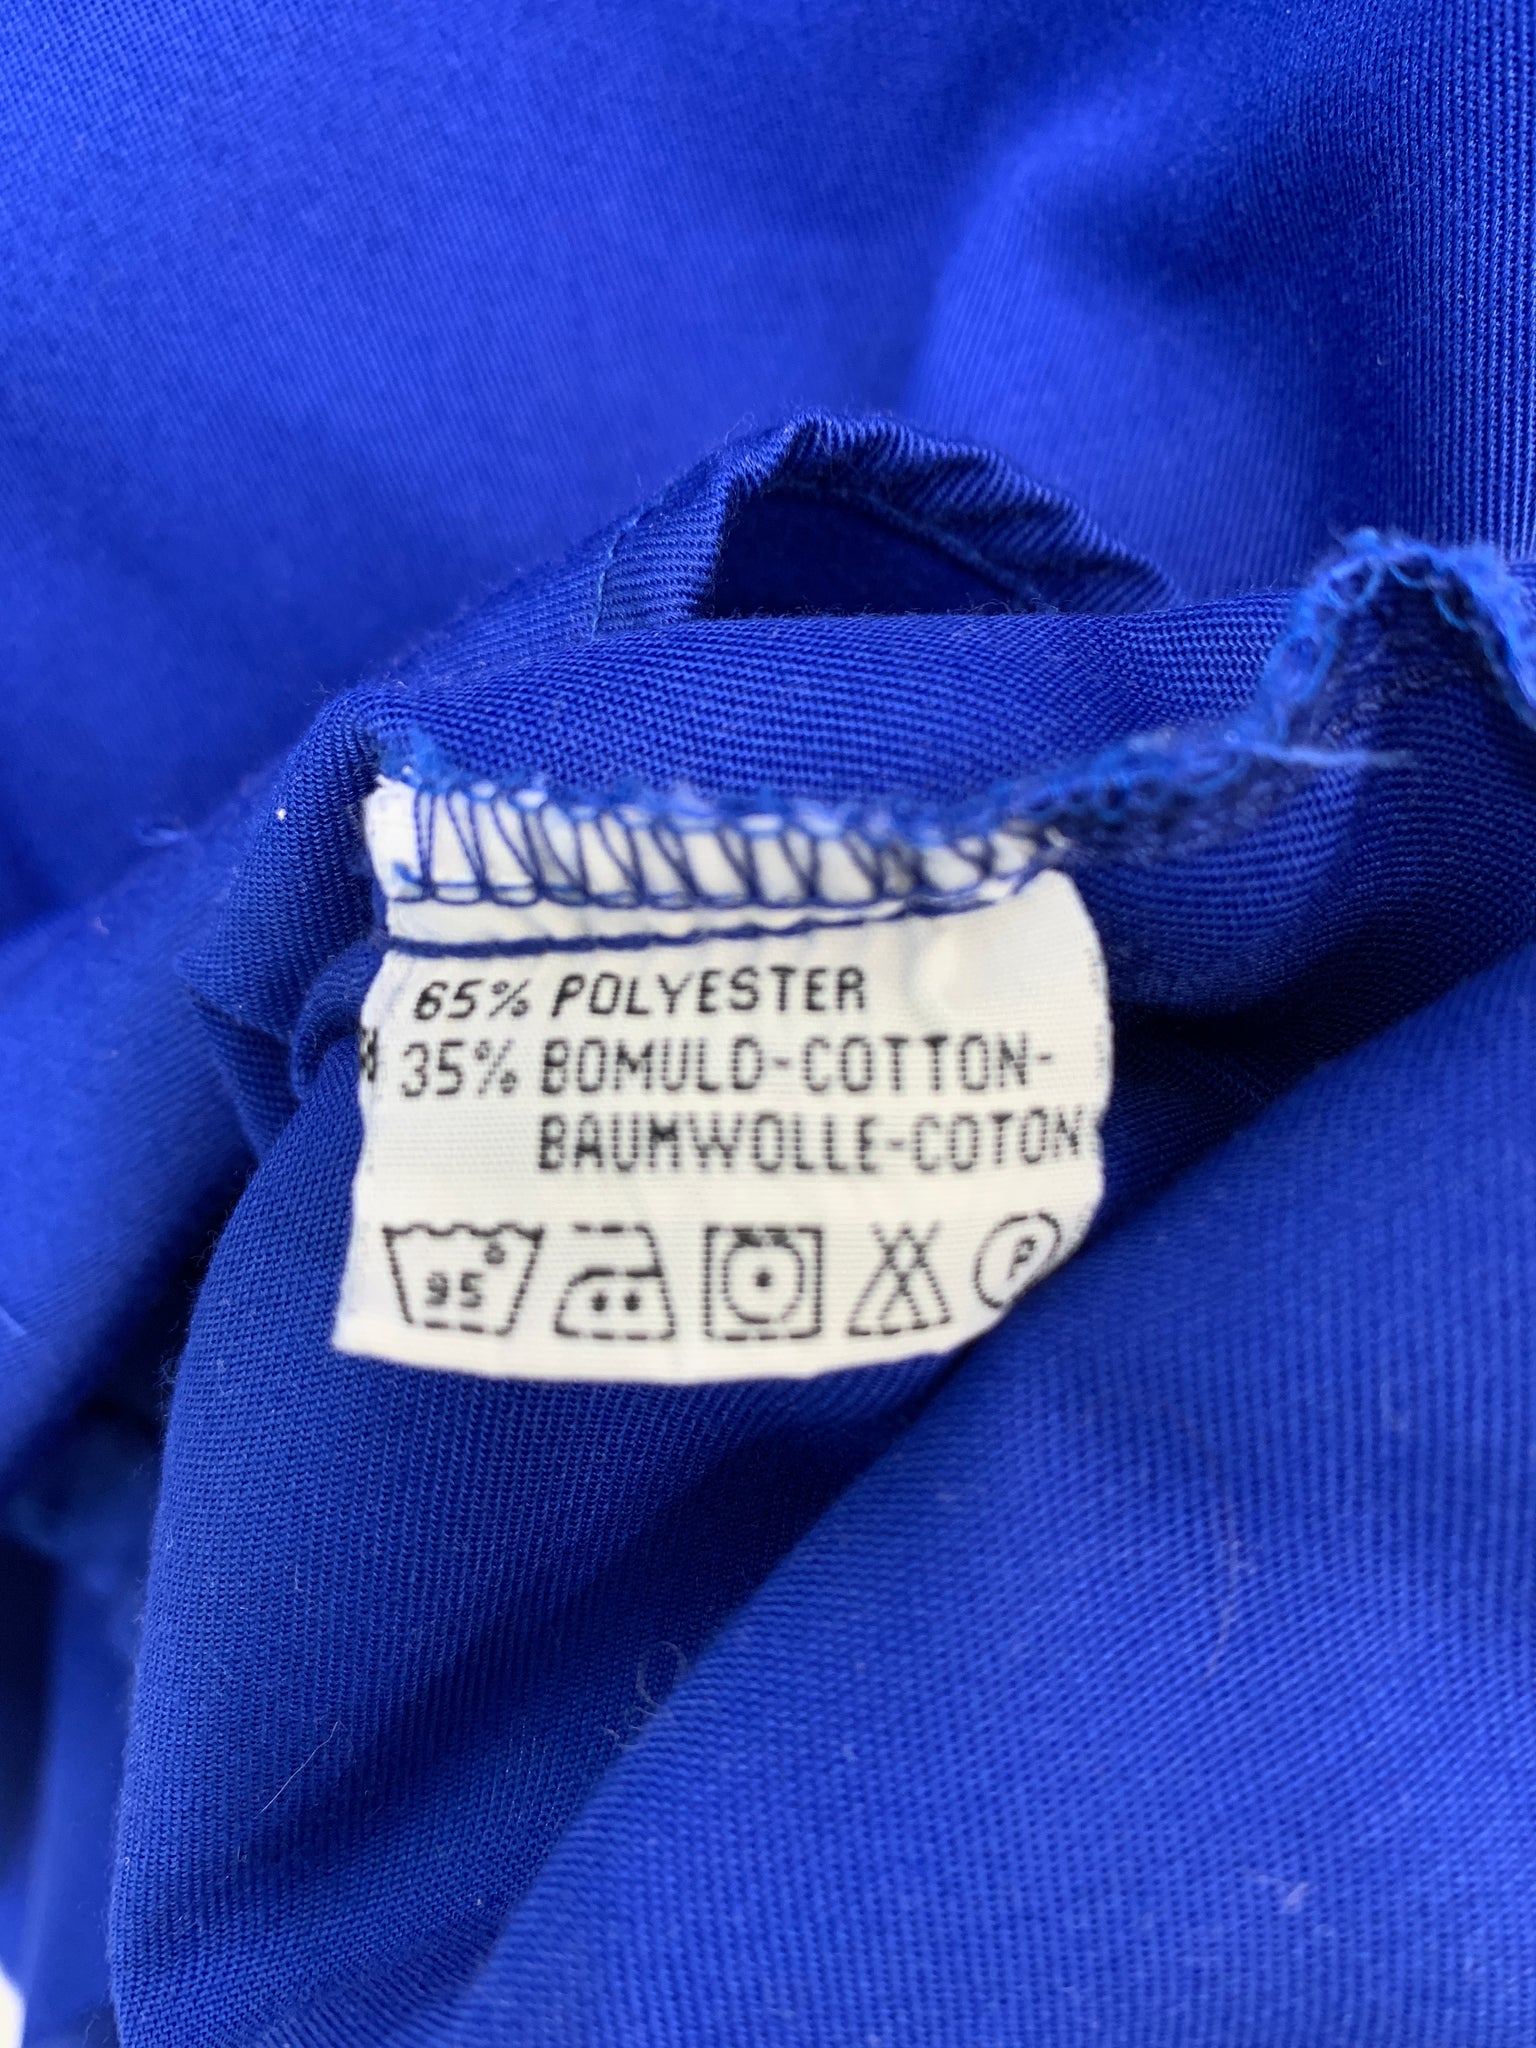 65% POLYESTER
35% BOMULD-COTTON-
BAUMWOLLE-COTON
95°
P